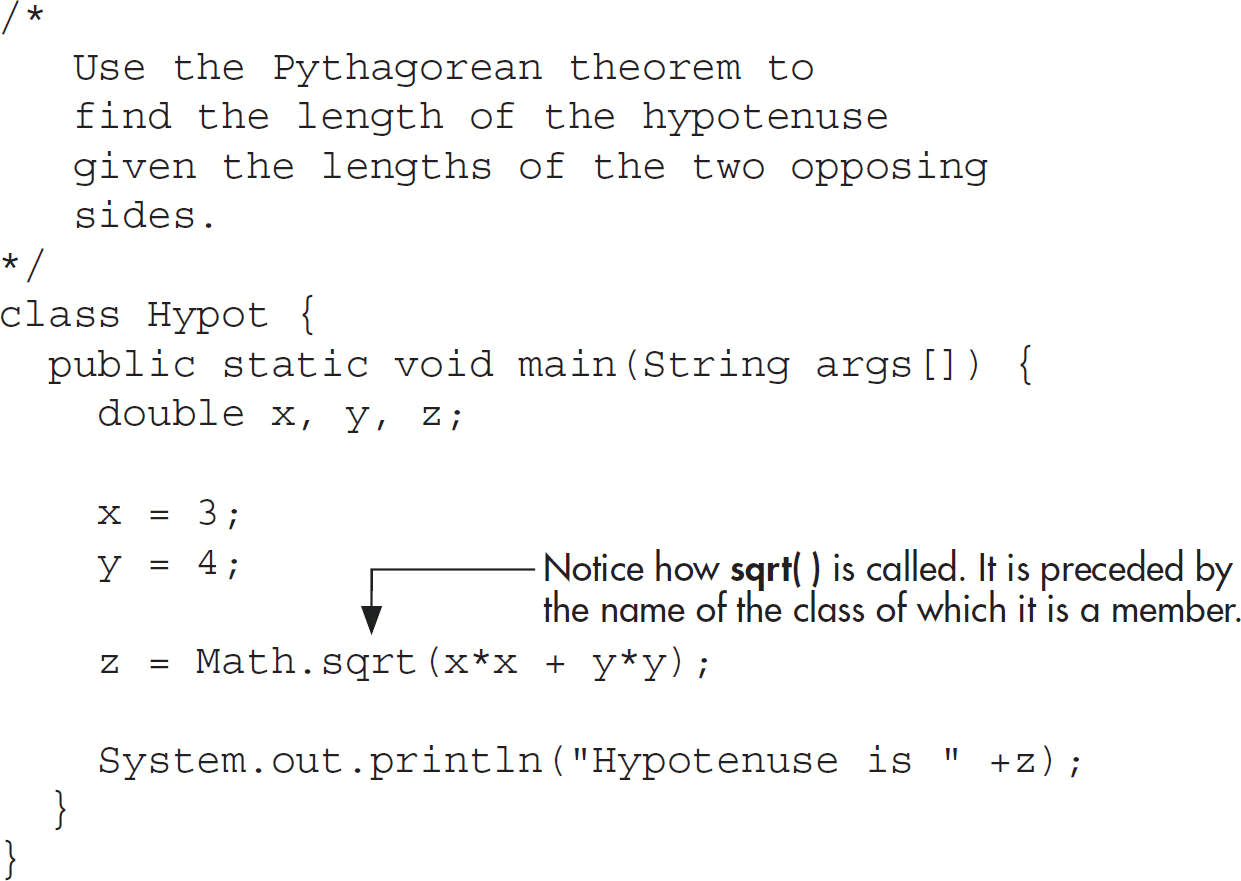 /*
Use the Pythagorean theorem to
find the length of the hypotenuse
given the lengths of the two opposing
sides.
*/
class Hypot {
public static void main(String args[]) {
double x, y, z;
x = 3;
y = 4;
Notice how sqrt( ) is called. It is preceded by
the name of the class of which it is a member.
z = Math.sqrt(x*x + y*y);
System.out.println("Hypotenuse is " +z);
}
}